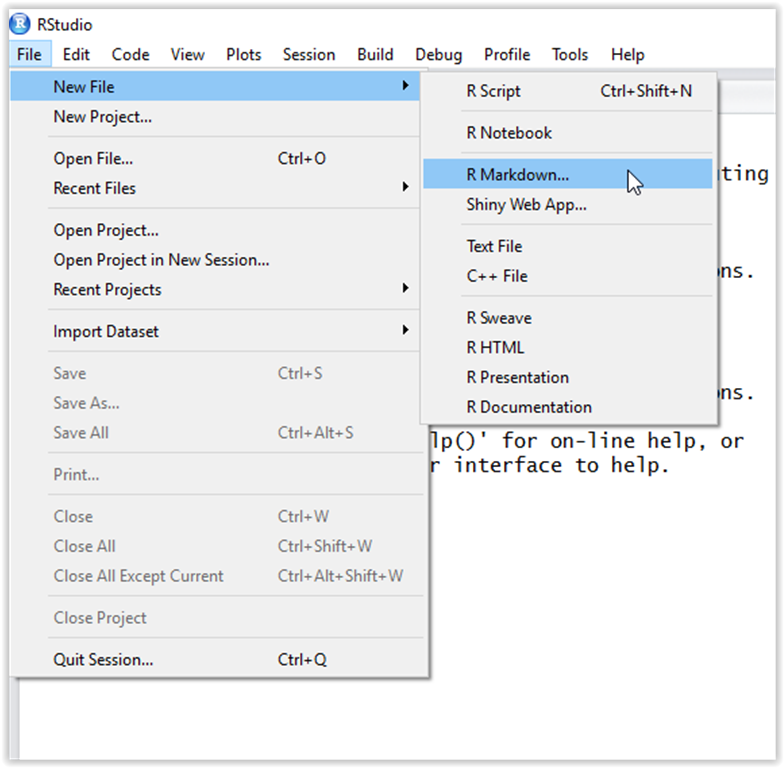 RStudio
File Edit Code View Plots Session Build Debug Profile Tools Help
New File
New Project...
Open File... Ctrl+O
Recent Files
Open Project...
Open Project in New Session...
Recent Projects
Import Dataset
Save Ctrl+S
Save As...
Save All Ctrl+Alt+S
Print...
Close Ctrl+W
Close All Ctrl+Shift+W
Close All Except Current Ctrl+Alt+Shift+W
Close Project
Quit Session... Ctrl+Q
R Script Ctrl+Shift+N
R Notebook
R Markdown...
Shiny Web App...
Text File
C++ File
R Sweave
R HTML
R Presentation
R Documentation
uting
ons.
ons.
lp()' for on-line help, or
r interface to help.